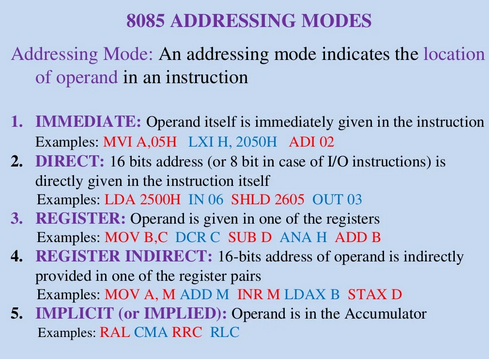 8085 ADDRESSING MODES
Addressing Mode: An addressing mode indicates the location
of operand in an instruction
1. IMMEDIATE: Operand itself is immediately given in the instruction
Examples: MVI A,05H LXI H, 2050H ADI 02
2. DIRECT: 16 bits address (or 8 bit in case of I/O instructions) is
directly given in the instruction itself
Examples: LDA 2500H IN 06 SHLD 2605 OUT 03
3. REGISTER: Operand is given in one of the registers
Examples: MOV B,C DCR C SUB D ANA H ADD B
4. REGISTER INDIRECT: 16-bits address of operand is indirectly
provided in one of the register pairs
Examples: MOV A, M ADD M INR M LDAX B STAX D
5. IMPLICIT (or IMPLIED): Operand is in the Accumulator
Examples: RAL CMA RRC RLC